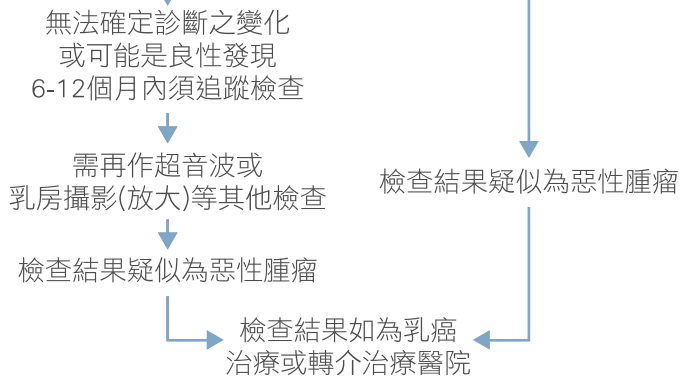 無法確定診斷之變化
或可能是良性發現
6-12個月內須追蹤檢查
需再作超音波或
乳房攝影(放大)等其他檢查
檢查結果疑似為惡性腫瘤
檢查結果疑似為惡性腫瘤
檢查結果如為乳癌
治療或轉介治療醫院